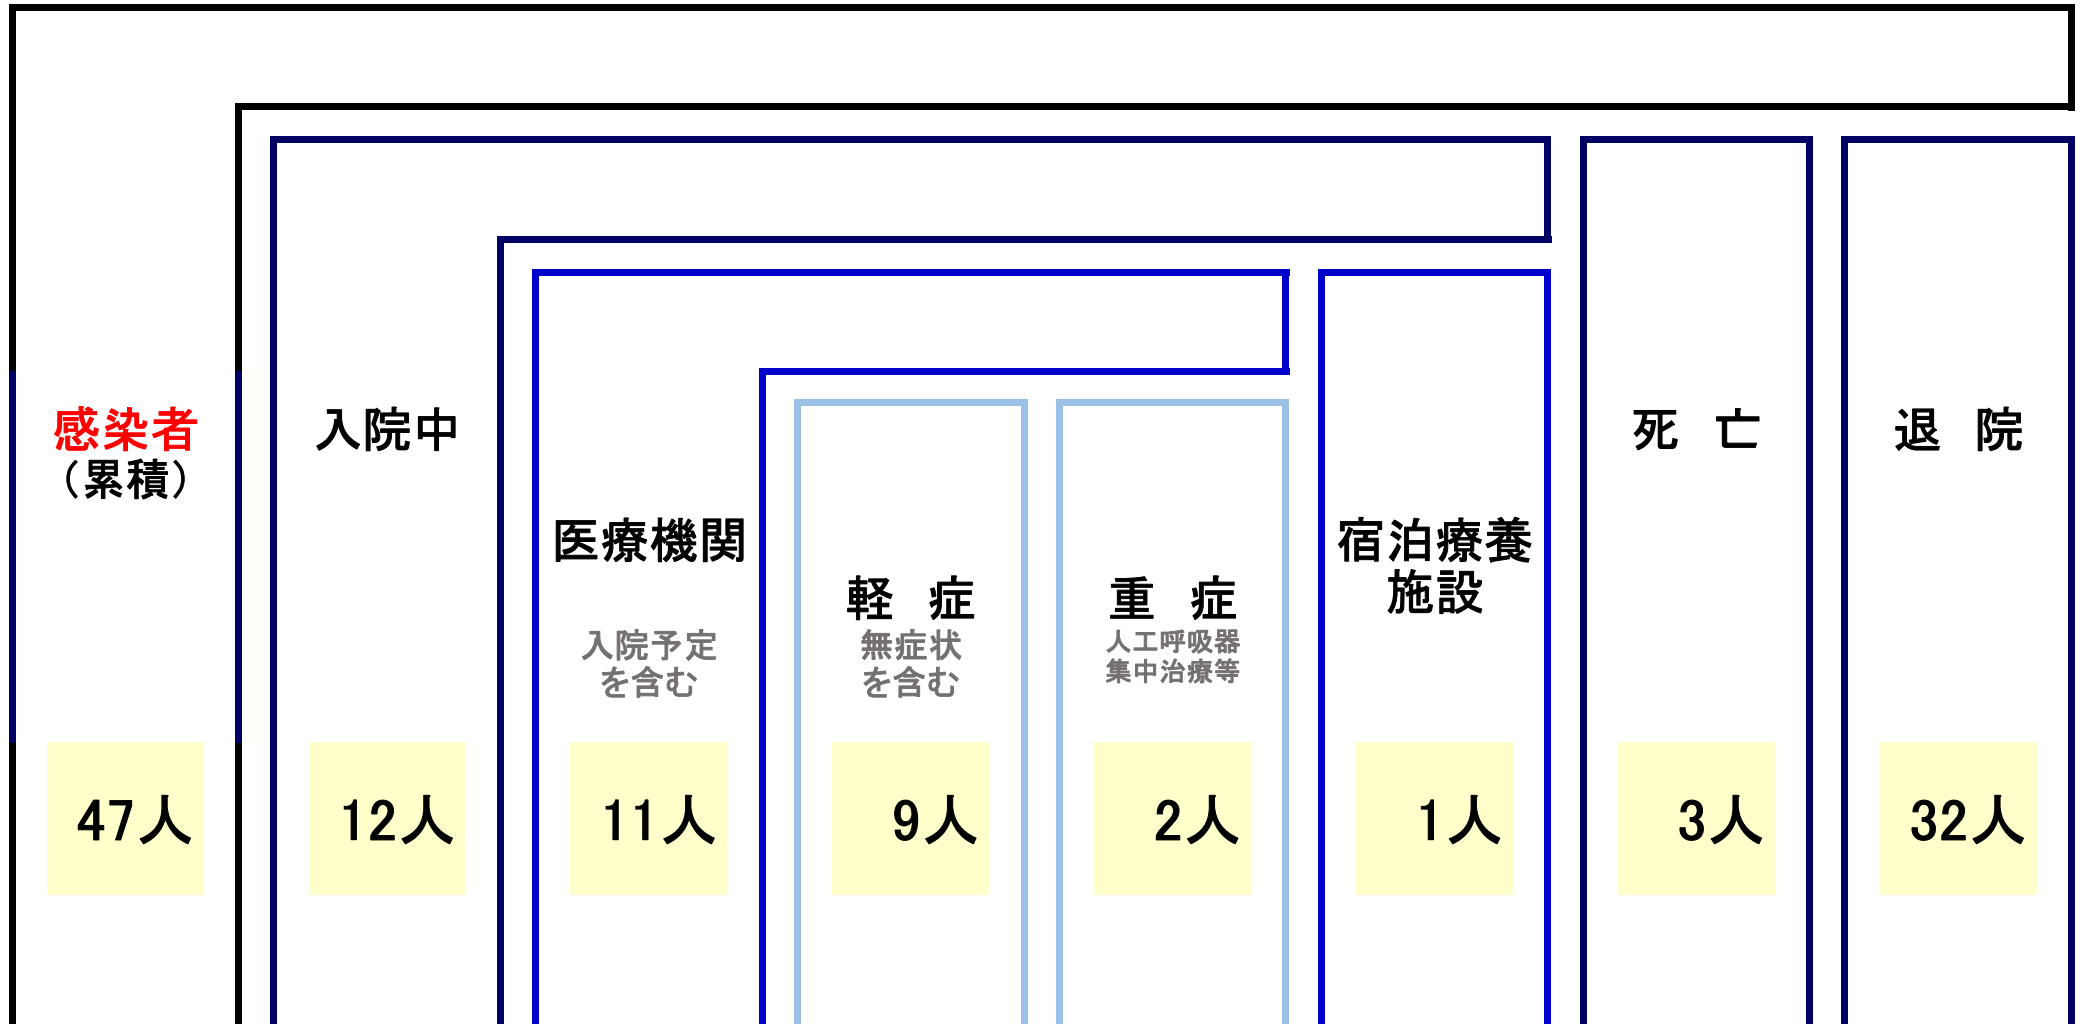 感染者
（累積）
47人
入院中
12人
医療機関
入院予定
を含む
11人
軽 症
無症状
を含む
9人
重 症
人工呼吸器
集中治療等
2人
宿泊療養
施設
1人
死 亡
3人
退 院
32人